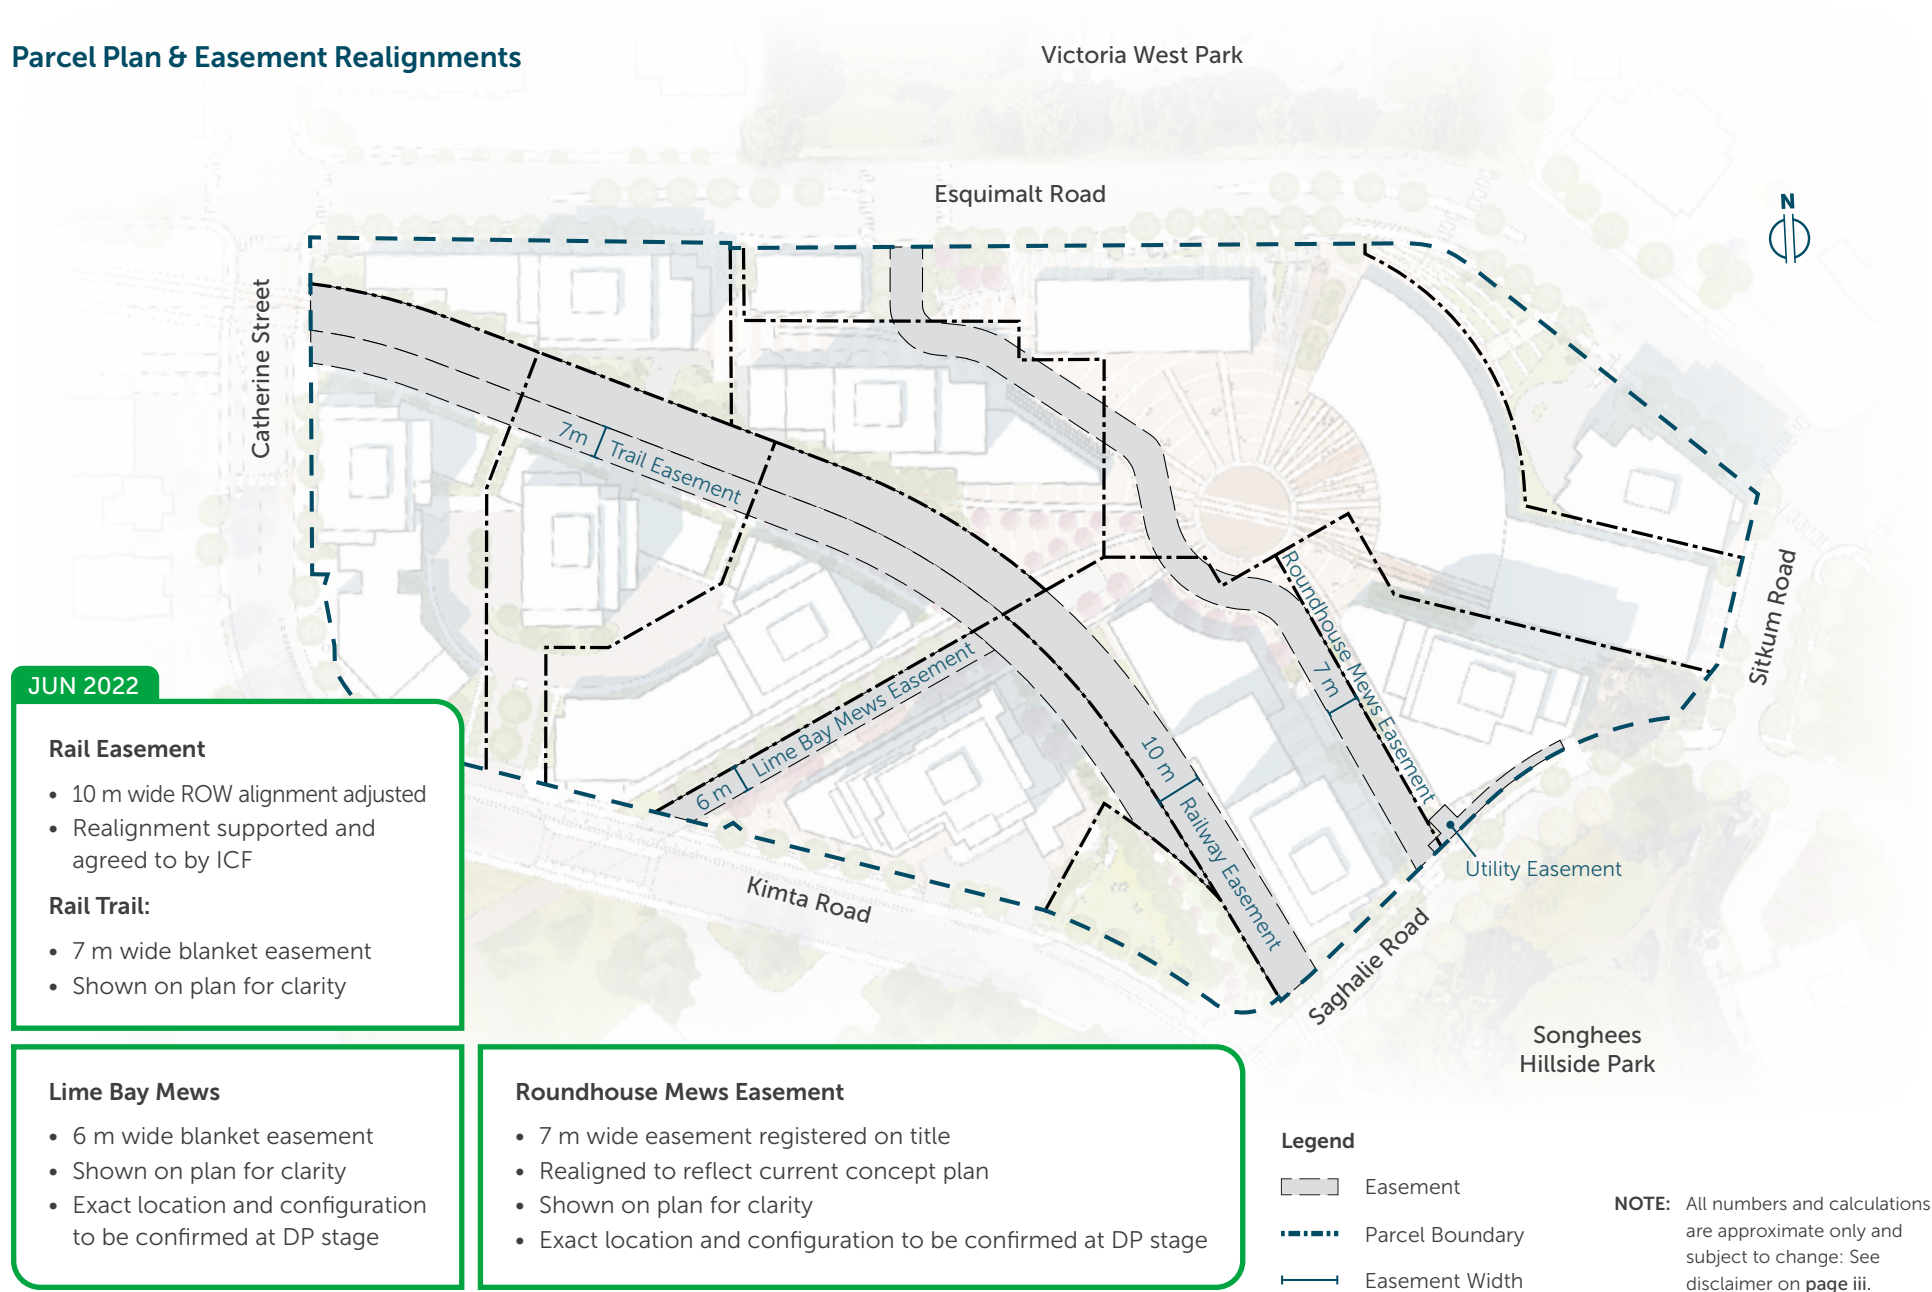 Parcel Plan & Easement Realignments
Victoria West Park
Esquimalt Road
N
Catherine Street
7m
Trail Easement
Roundhouse Mews Easement
7 m
Sitkum Road
Lime Bay Mews Easement
6 m
10 m
Railway Easement
Utility Easement
Kimta Road
Saghalie Road
Songhees
Hillside Park
JUN 2022
Rail Easement
• 10 m wide ROW alignment adjusted
• Realignment supported and
agreed to by ICF
Rail Trail:
• 7 m wide blanket easement
• Shown on plan for clarity
Lime Bay Mews
• 6 m wide blanket easement
• Shown on plan for clarity
• Exact location and configuration
to be confirmed at DP stage
Roundhouse Mews Easement
• 7 m wide easement registered on title
• Realigned to reflect current concept plan
• Shown on plan for clarity
• Exact location and configuration to be confirmed at DP stage
Legend
Easement
Parcel Boundary
Easement Width
NOTE: All numbers and calculations
are approximate only and
subject to change: See
disclaimer on page iii.